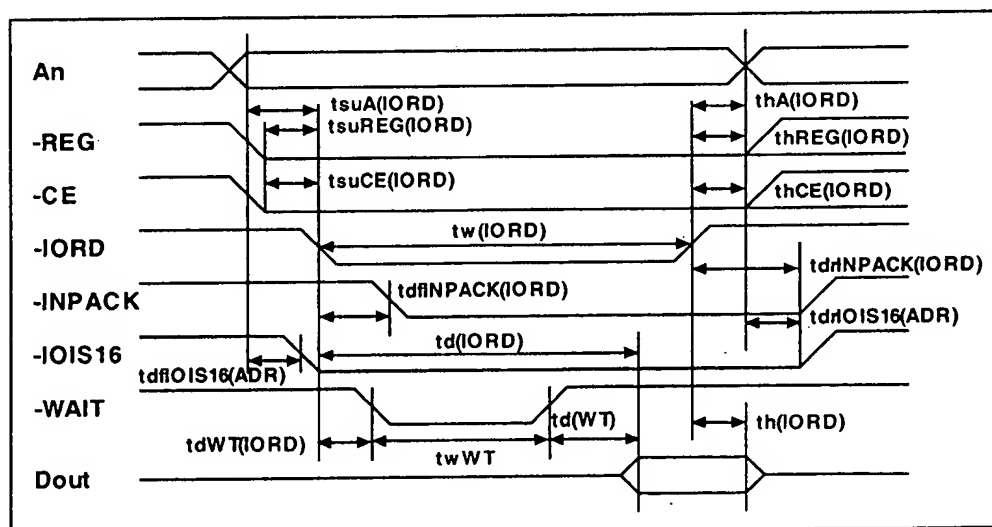 An
tsuA(IORD)
thA(IORD)
tsuREG(IORD)
-REG
thREG(IORD)
tsuCE(IORD)
-CE
thCE(IORD)
tw(IORD)
-IORD
tdrINPACK(IORD)
tdfINPACK(IORD)
-INPACK
tdrIOIS16(ADR)
td(IORD)
-IOIS16
tdfIOIS16(ADR)
-WAIT
td(WT)
th(IORD)
tdWT(IORD)
twWT
Dout